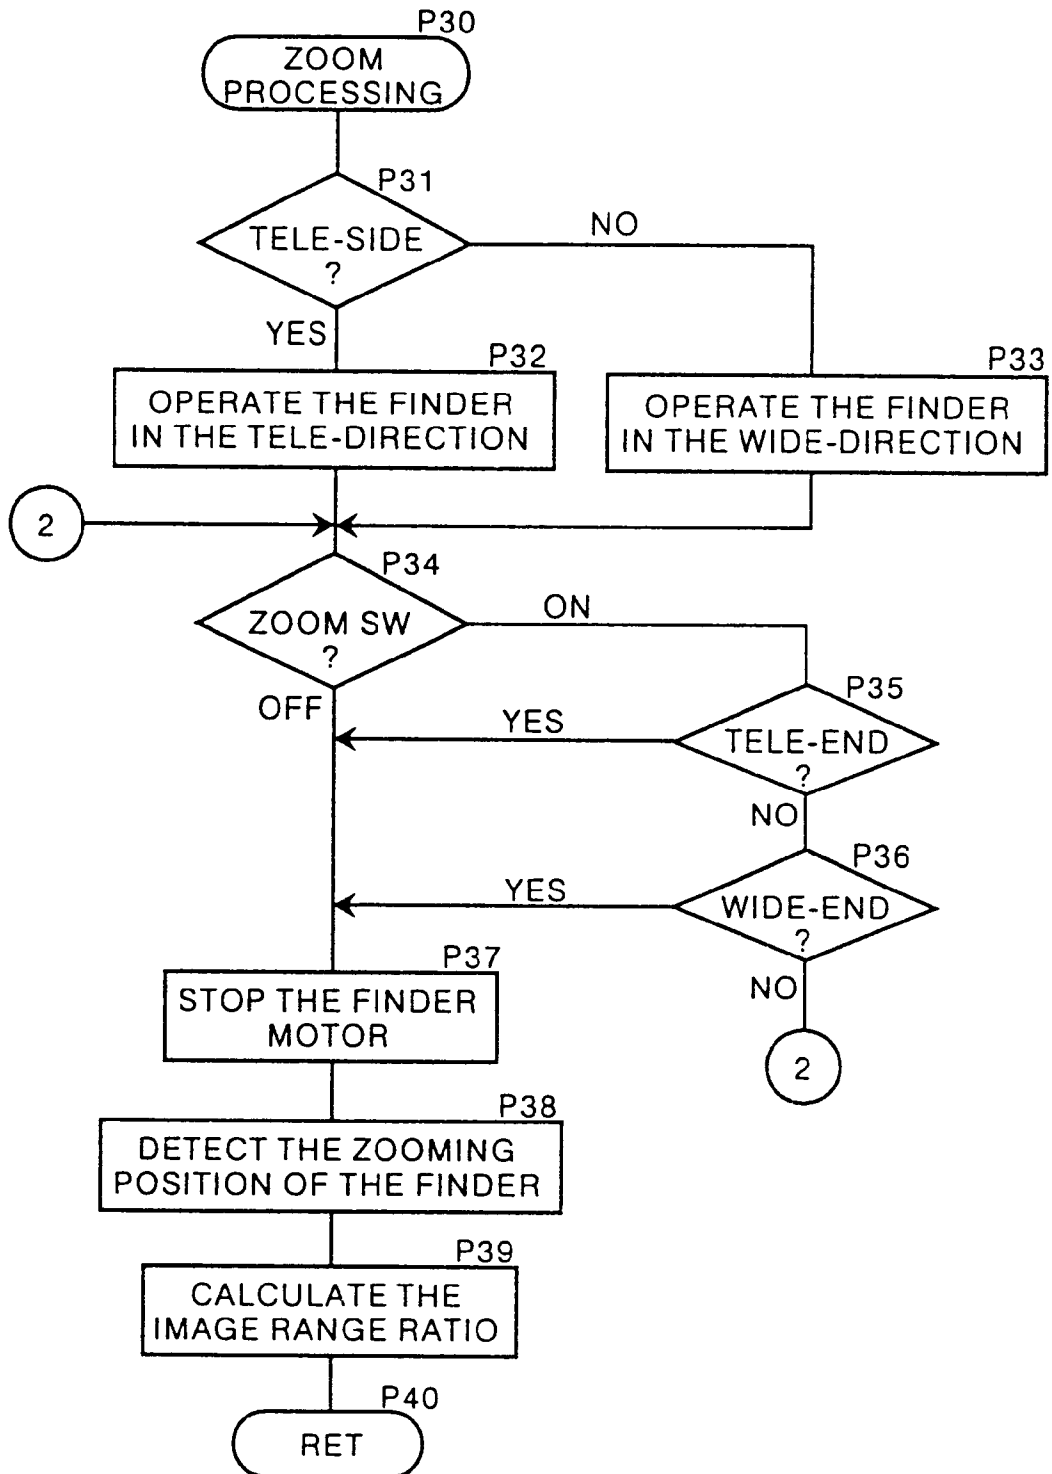 P30
ZOOM
PROCESSING
P31
TELE-SIDE
?
NO
YES
P32
OPERATE THE FINDER
IN THE TELE-DIRECTION
P33
OPERATE THE FINDER
IN THE WIDE-DIRECTION
2
P34
ZOOM SW
?
ON
OFF
P35
TELE-END
?
YES
NO
P36
WIDE-END
?
YES
NO
2
P37
STOP THE FINDER
MOTOR
P38
DETECT THE ZOOMING
POSITION OF THE FINDER
P39
CALCULATE THE
IMAGE RANGE RATIO
P40
RET